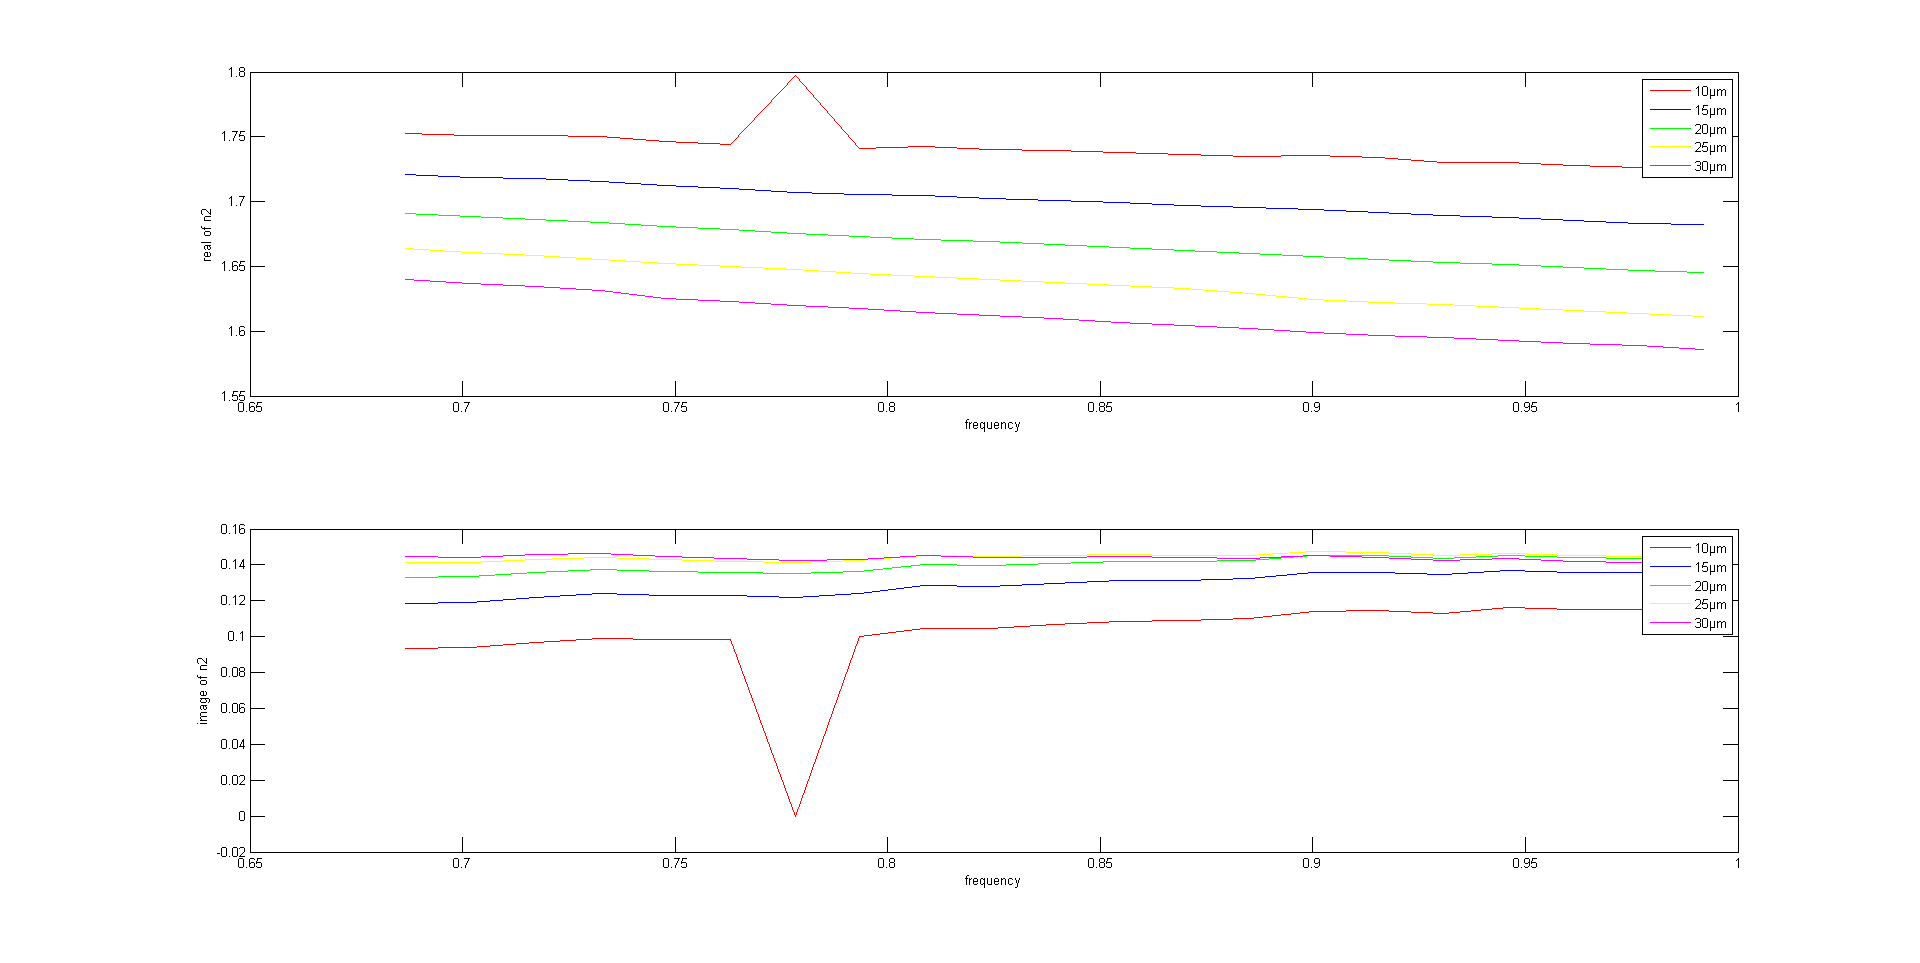 1.8
1.75
1.7
1.65
1.6
1.55
real of n2
10µm
15µm
20µm
25µm
30µm
0.65 0.7 0.75 0.8 0.85 0.9 0.95 1
frequency
0.16
0.14
0.12
0.1
0.08
0.06
0.04
0.02
0
-0.02
image of n2
10µm
15µm
20µm
25µm
30µm
0.65 0.7 0.75 0.8 0.85 0.9 0.95 1
frequency